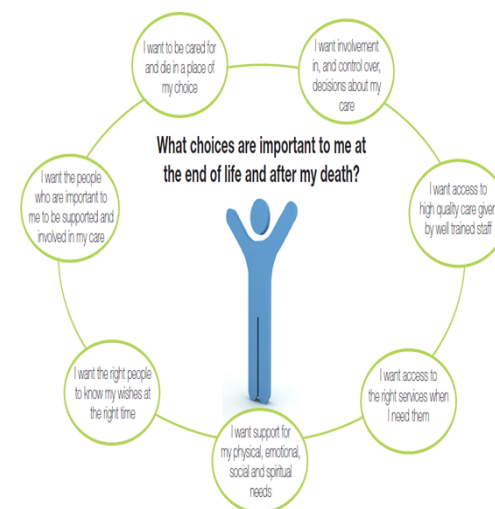 What choices are important to me at
the end of life and after my death?
I want to be cared for
and die in a place of
my choice
I want involvement
in, and control over,
decisions about my
care
I want access to
high quality care given
by well trained staff
I want access to
the right services when
I need them
I want support for
my physical, emotional,
social and spiritual
needs
I want the right people
to know my wishes at
the right time
I want the people
who are important to
me to be supported and
involved in my care